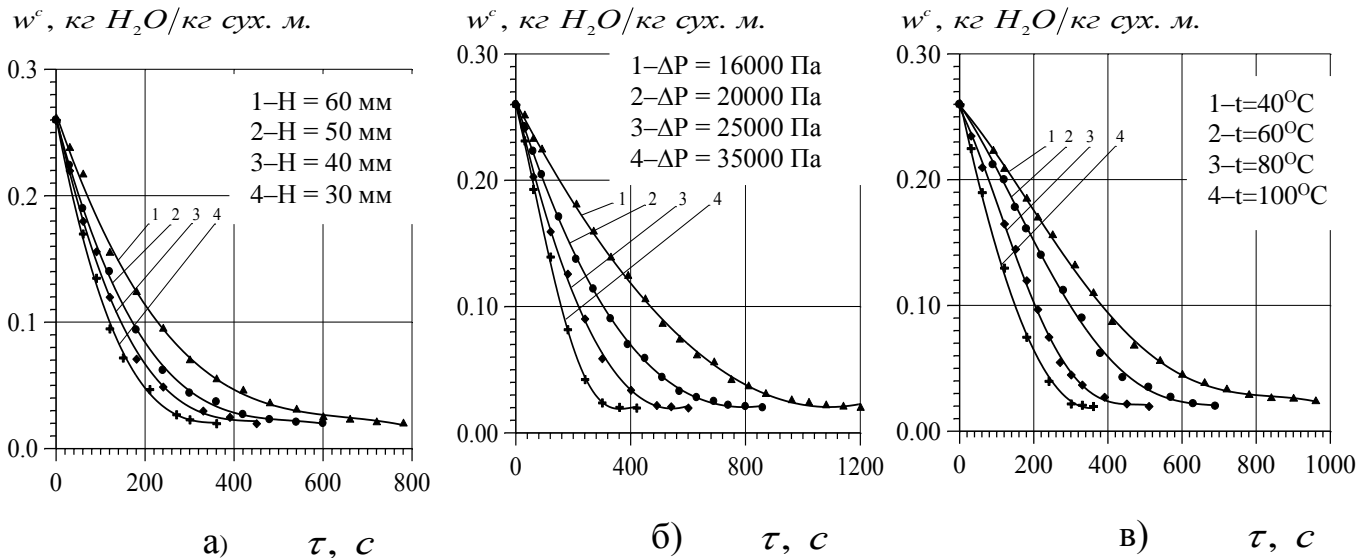 w^c, кг H₂O/кг сух. м.
0.3
0.2
0.1
0.0
0 200 400 600 800
1–H = 60 мм
2–H = 50 мм
3–H = 40 мм
4–H = 30 мм
1 2 3 4
а) τ, с
w^c, кг H₂O/кг сух. м.
0.30
0.20
0.10
0.00
0 400 800 1200
1–ΔP = 16000 Па
2–ΔP = 20000 Па
3–ΔP = 25000 Па
4–ΔP = 35000 Па
1 2 3 4
б) τ, с
w^c, кг H₂O/кг сух. м.
0.30
0.20
0.10
0.00
0 200 400 600 800 1000
1–t=40ᴼC
2–t=60ᴼC
3–t=80ᴼC
4–t=100ᴼC
1 2 3 4
в) τ, с